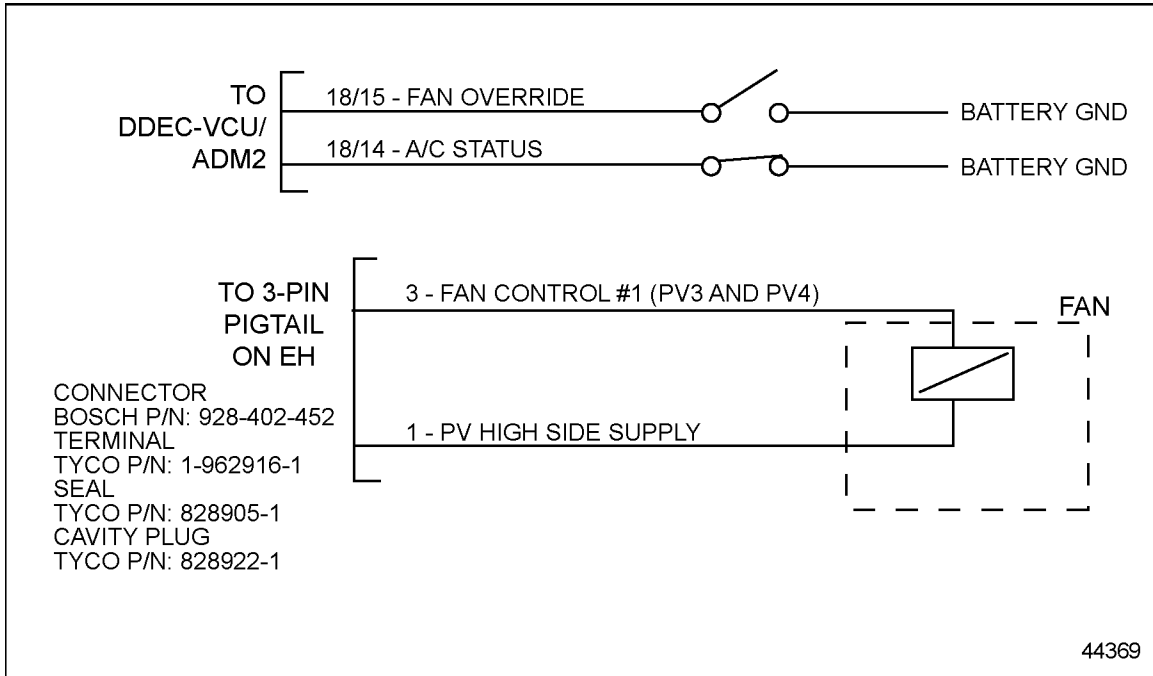 TO
DDEC-VCU/
ADM2
18/15 - FAN OVERRIDE
BATTERY GND
18/14 - A/C STATUS
BATTERY GND
TO 3-PIN
PIGTAIL
ON EH
3 - FAN CONTROL #1 (PV3 AND PV4)
FAN
1 - PV HIGH SIDE SUPPLY
CONNECTOR
BOSCH P/N: 928-402-452
TERMINAL
TYCO P/N: 1-962916-1
SEAL
TYCO P/N: 828905-1
CAVITY PLUG
TYCO P/N: 828922-1
44369